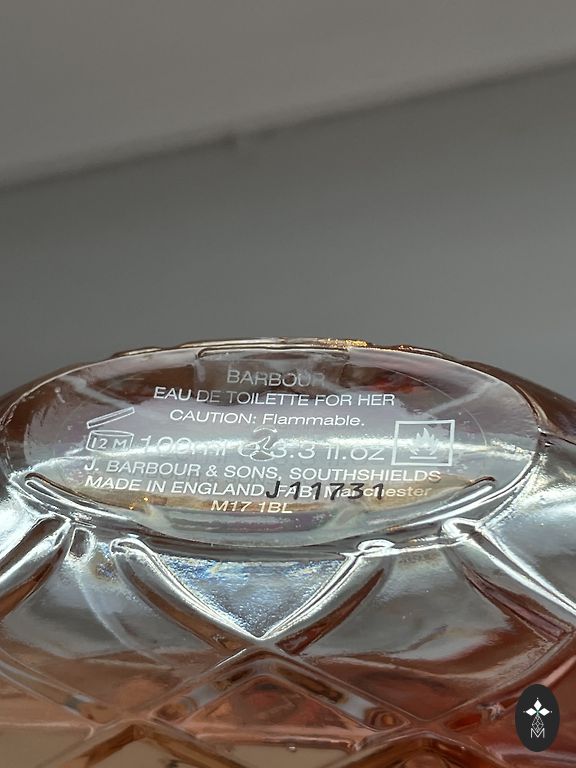 BARBOUR
EAU DE TOILETTE FOR HER
CAUTION: Flammable.
12 M 100ml e 3.3 fl.oz
J. BARBOUR & SONS, SOUTHSHIELDS
MADE IN ENGLAND, FAB, Manchester
J11731
M17 1BL
M